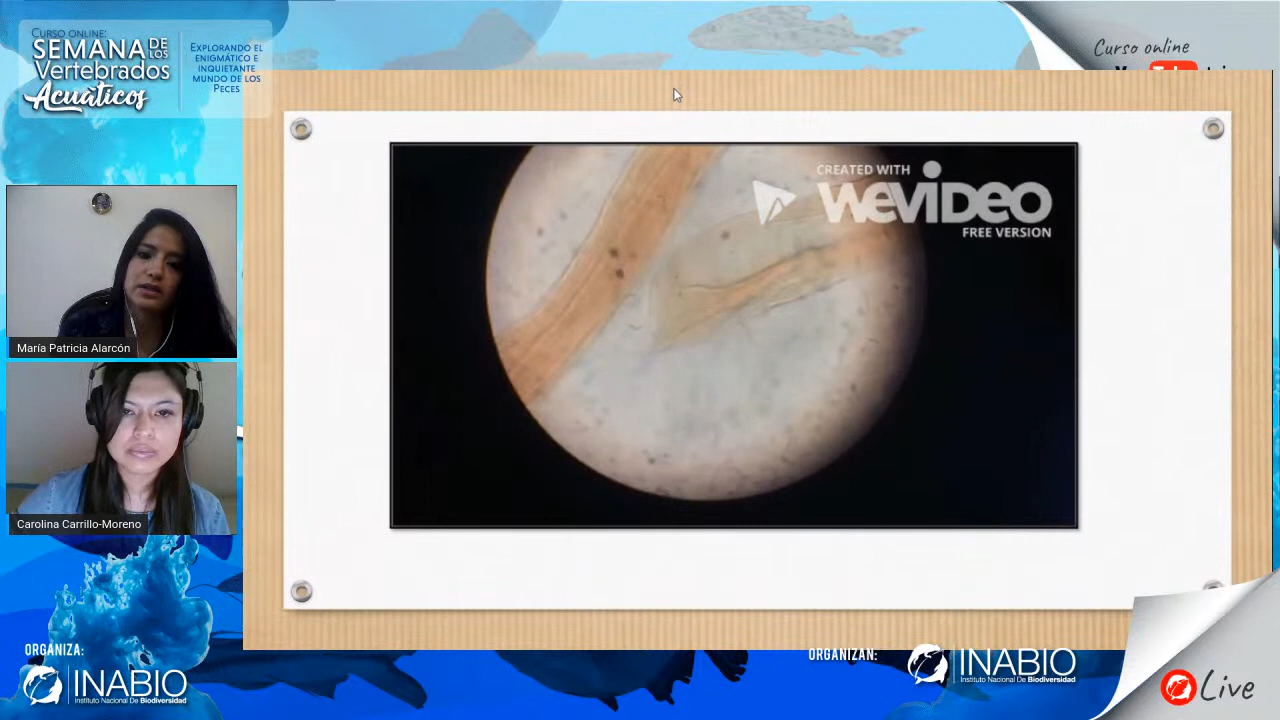 CURSO ONLINE:
SEMANA DE LOS
Vertebrados
Acuáticos
EXPLORANDO EL
ENIGMÁTICO E
INQUIETANTE
MUNDO DE LOS
PECES
Curso online
María Patricia Alarcón
Carolina Carrillo-Moreno
CREATED WITH
WEVIDEO
FREE VERSION
ORGANIZA:
INABIO
Instituto Nacional De Biodiversidad
ORGANIZAN:
INABIO
Instituto Nacional De Biodiversidad
Live